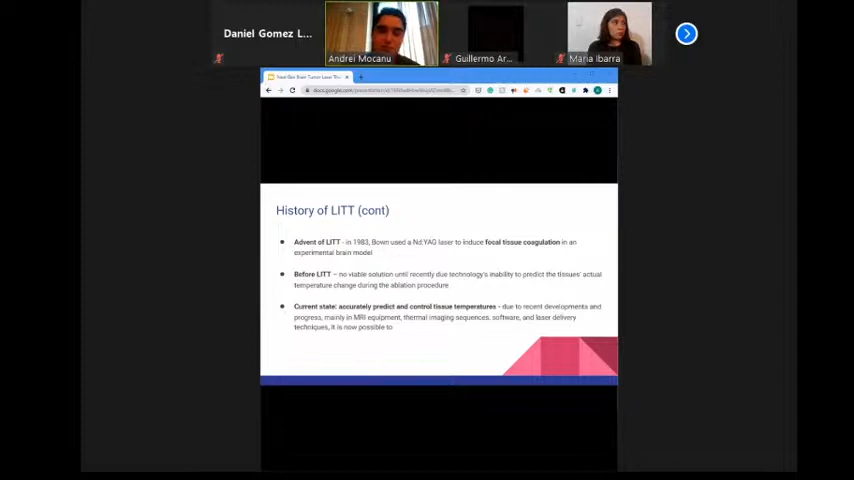 Daniel Gomez L...
Andrei Mocanu
Guillermo Ar...
Maria Ibarra
History of LITT (cont)
● Advent of LITT - in 1983, Bown used a Nd:YAG laser to induce focal tissue coagulation in an
experimental brain model
● Before LITT – no viable solution until recently due technology's inability to predict the tissues' actual
temperature change during the ablation procedure
● Current state: accurately predict and control tissue temperatures - due to recent developments and
progress, mainly in MRI equipment, thermal imaging sequences, software, and laser delivery
techniques, it is now possible to